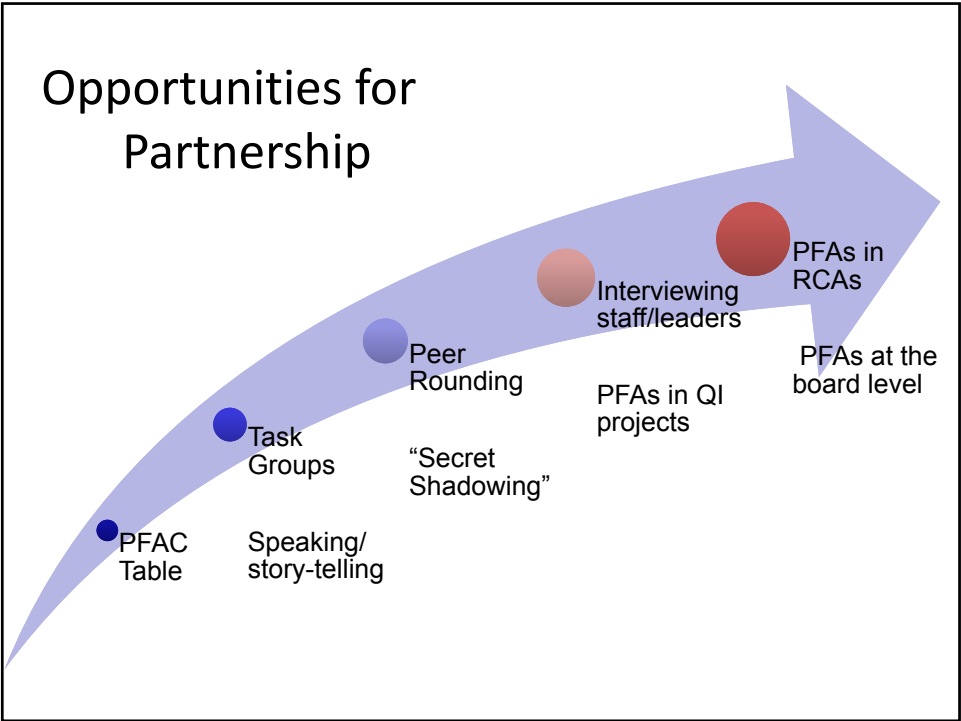 Opportunities for
Partnership
PFAC
Table
Task
Groups
Speaking/
story-telling
Peer
Rounding
“Secret
Shadowing”
Interviewing
staff/leaders
PFAs in QI
projects
PFAs in
RCAs
PFAs at the
board level